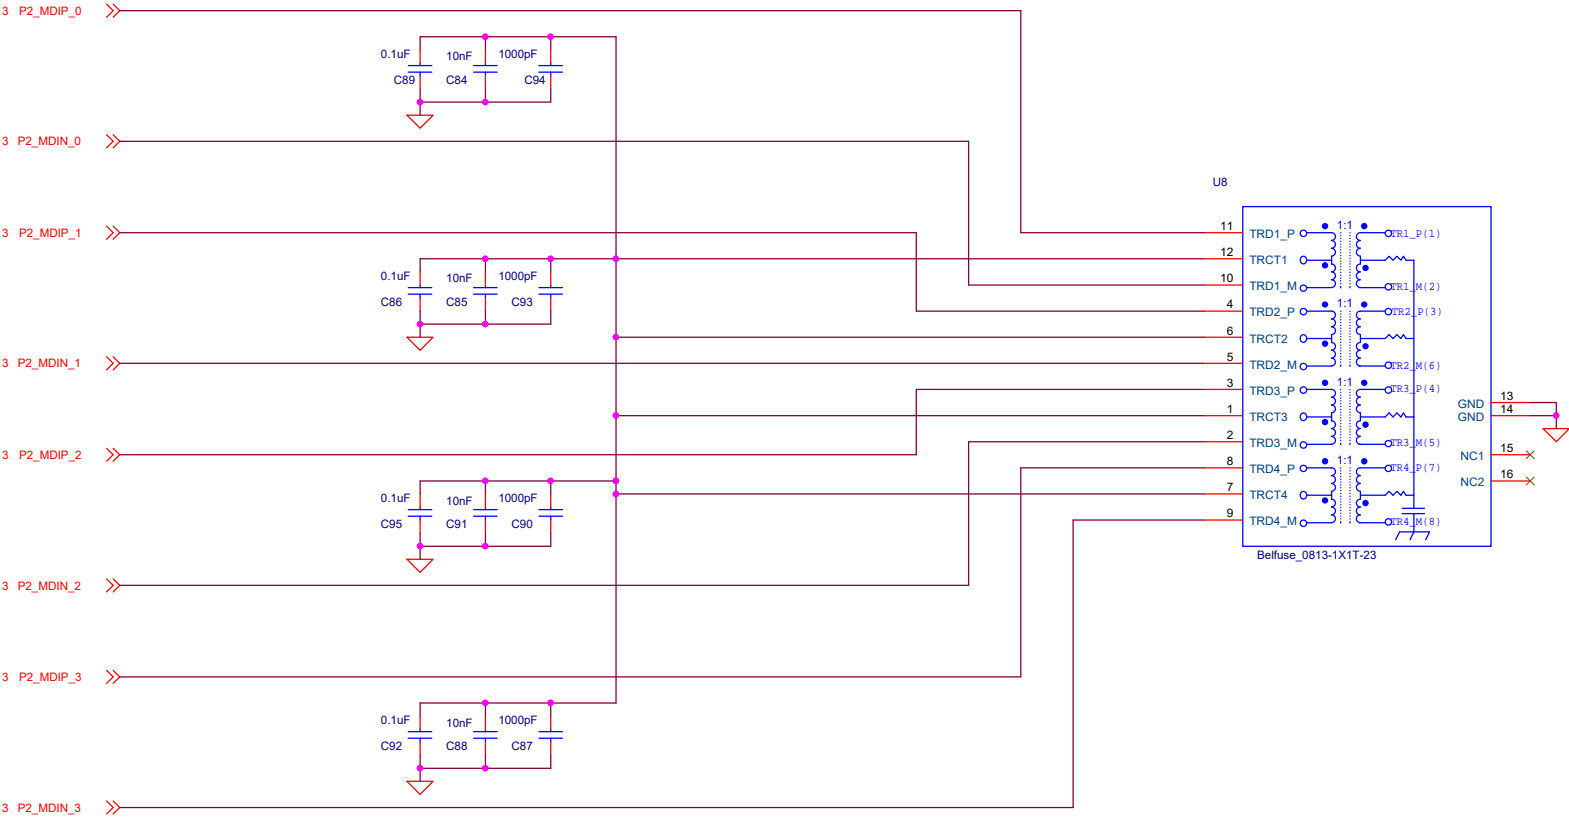 3 P2_MDIP_0
0.1uF 10nF 1000pF
C89 C84 C94
3 P2_MDIN_0
U8
3 P2_MDIP_1
11 TRD1_P 1:1 TR1_P(1)
12 TRCT1
0.1uF 10nF 1000pF
10 TRD1_M TR1_M(2)
C86 C85 C93
4 TRD2_P 1:1 TR2_P(3)
6 TRCT2
3 P2_MDIN_1
5 TRD2_M TR2_M(6)
3 TRD3_P 1:1 TR3_P(4)
GND 13
1 TRCT3
GND 14
2 TRD3_M TR3_M(5)
3 P2_MDIP_2
NC1 15
8 TRD4_P 1:1 TR4_P(7)
NC2 16
7 TRCT4
0.1uF 10nF 1000pF
9 TRD4_M TR4_M(8)
C95 C91 C90
Belfuse_0813-1X1T-23
3 P2_MDIN_2
3 P2_MDIP_3
0.1uF 10nF 1000pF
C92 C88 C87
3 P2_MDIN_3